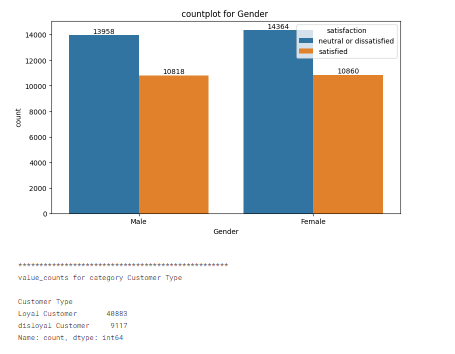 countplot for Gender
13958
14364
10818
10860
satisfaction
neutral or dissatisfied
satisfied
14000
12000
10000
8000
6000
4000
2000
0
count
Male
Female
Gender
**************************************************
value_counts for category Customer Type
Customer Type
Loyal Customer 40883
disloyal Customer 9117
Name: count, dtype: int64